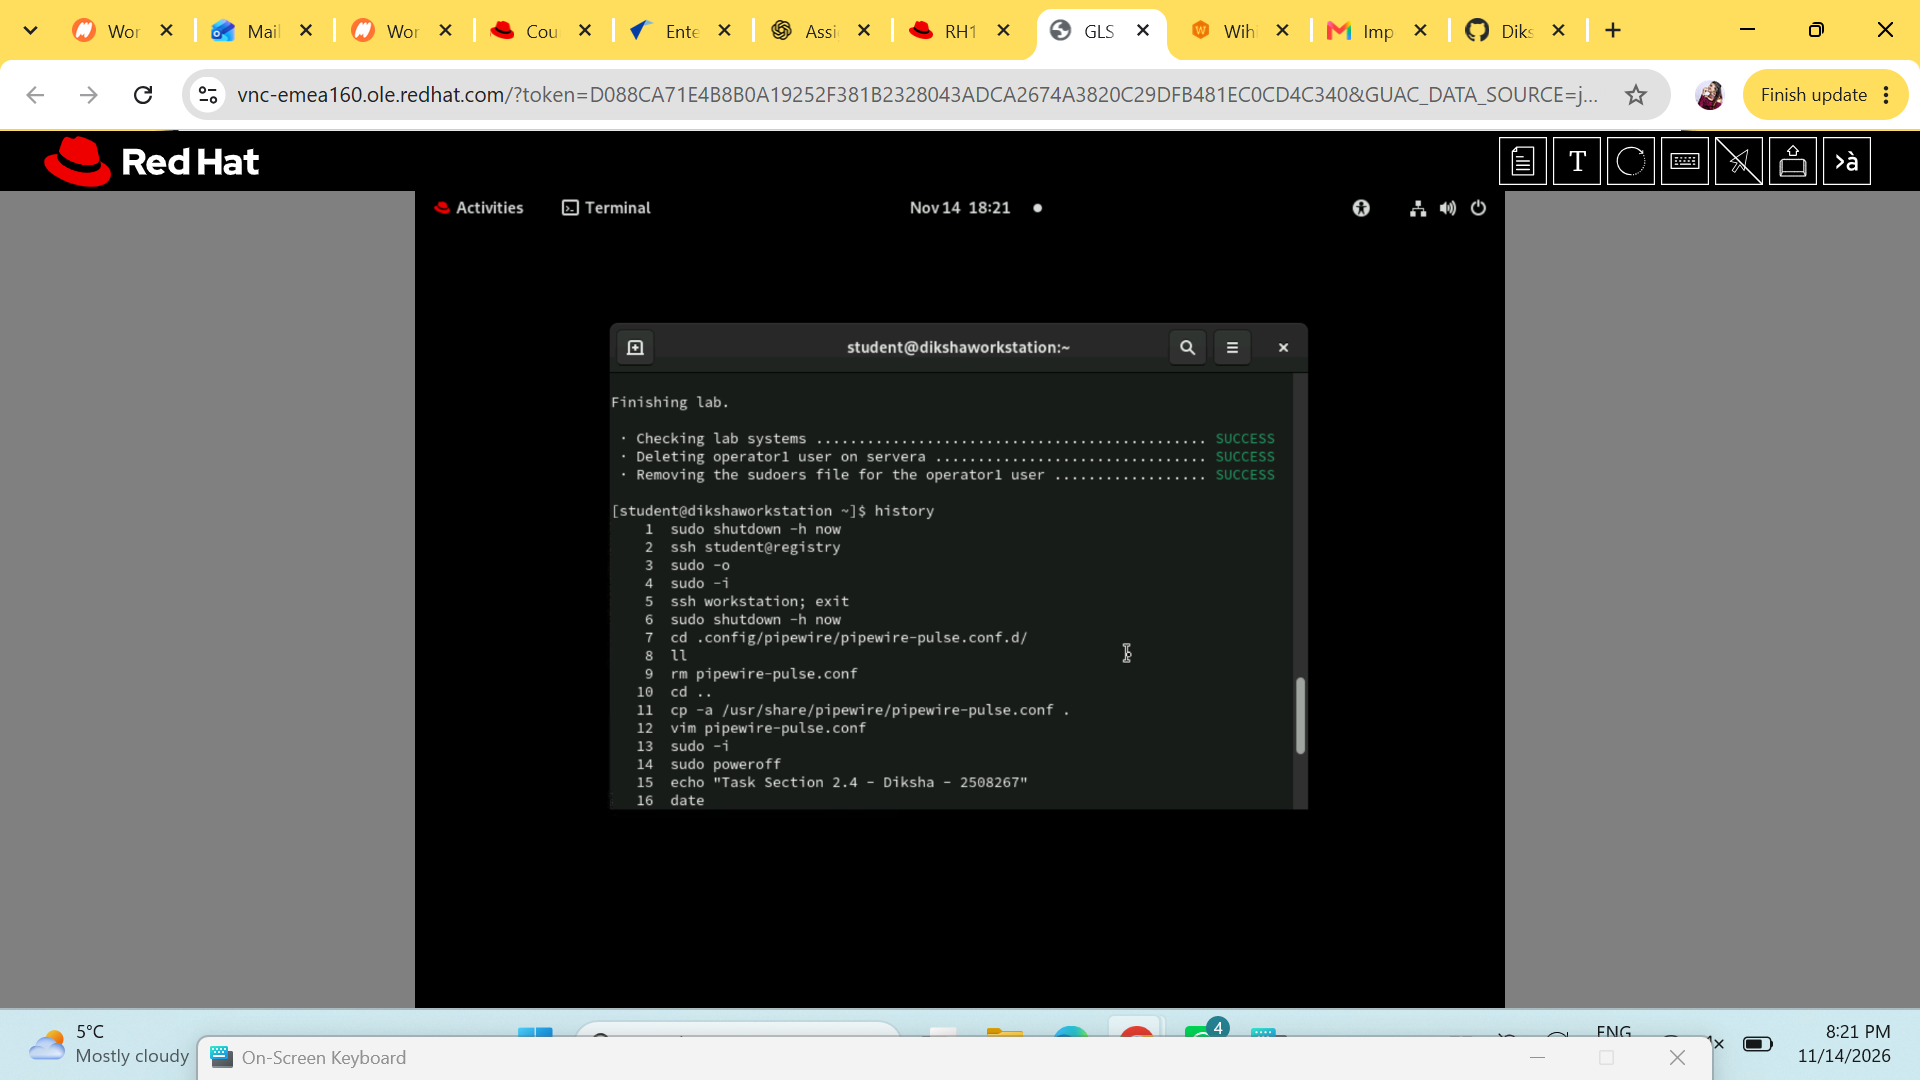 Wor
Mail
Wor
Cou
Ente
Assi
RH1
GLS
Wih
Imp
Diks
vnc-emea160.ole.redhat.com/?token=D088CA71E4B8B0A19252F381B2328043ADCA2674A3820C29DFB481EC0CD4C340&GUAC_DATA_SOURCE=j...
Finish update
Red Hat
T
>à
Activities
Terminal
Nov 14 18:21
student@dikshaworkstation:~
Finishing lab.
· Checking lab systems .............................................. SUCCESS
· Deleting operator1 user on servera ................................ SUCCESS
· Removing the sudoers file for the operator1 user .................. SUCCESS
[student@dikshaworkstation ~]$ history
1 sudo shutdown -h now
2 ssh student@registry
3 sudo -o
4 sudo -i
5 ssh workstation; exit
6 sudo shutdown -h now
7 cd .config/pipewire/pipewire-pulse.conf.d/
8 ll
9 rm pipewire-pulse.conf
10 cd ..
11 cp -a /usr/share/pipewire/pipewire-pulse.conf .
12 vim pipewire-pulse.conf
13 sudo -i
14 sudo poweroff
15 echo "Task Section 2.4 - Diksha - 2508267"
16 date
5°C
Mostly cloudy
4
ENG
8:21 PM
11/14/2026
On-Screen Keyboard